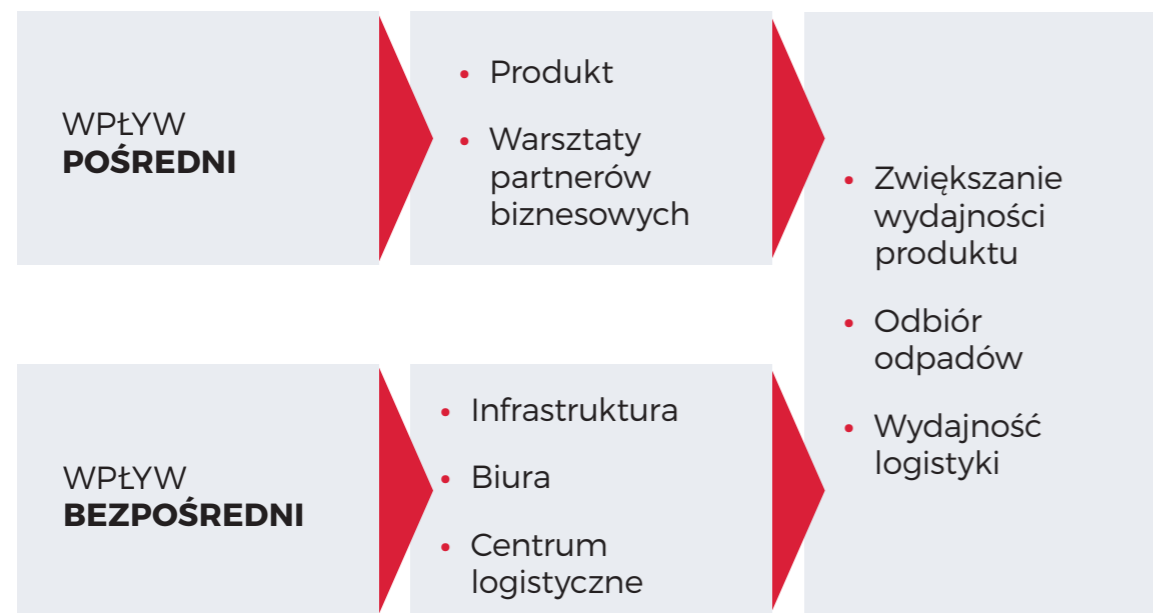 WPŁYW
POŚREDNI
• Produkt
• Warsztaty
partnerów
biznesowych
WPŁYW
BEZPOŚREDNI
• Infrastruktura
• Biura
• Centrum
logistyczne
• Zwiększanie
wydajności
produktu
• Odbiór
odpadów
• Wydajność
logistyki